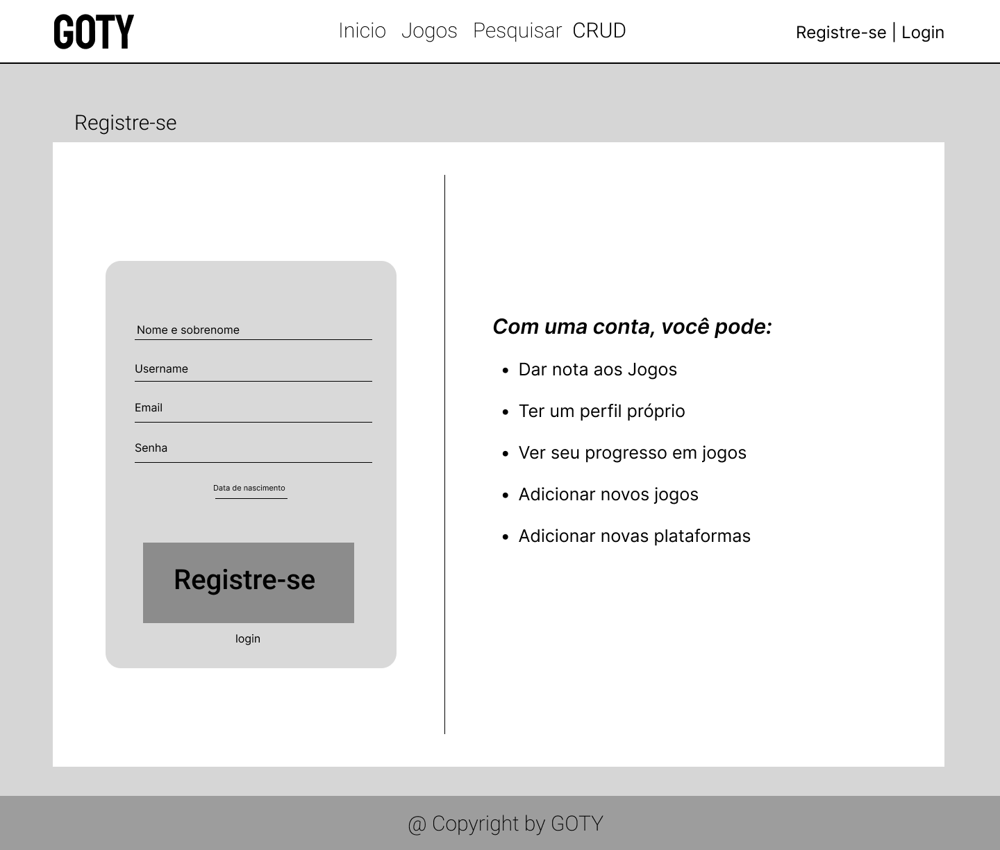 GOTY
Inicio Jogos Pesquisar CRUD
Registre-se | Login
Registre-se
Nome e sobrenome
Username
Email
Senha
Data de nascimento
Registre-se
login
Com uma conta, você pode:
• Dar nota aos Jogos
• Ter um perfil próprio
• Ver seu progresso em jogos
• Adicionar novos jogos
• Adicionar novas plataformas
@ Copyright by GOTY